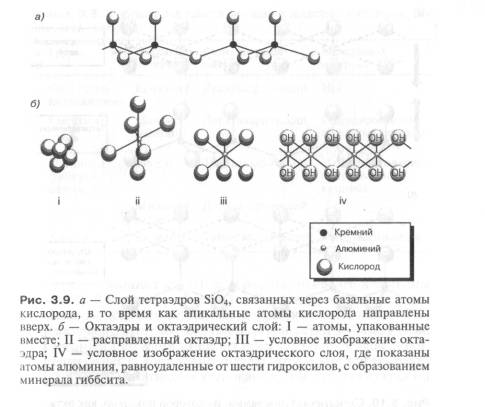 а)
б)
OH OH OH OH OH OH
OH OH OH OH OH OH
i ii iii iv
Кремний
Алюминий
Кислород
Рис. 3.9. а — Слой тетраэдров SiO₄, связанных через базальные атомы
кислорода, в то время как апикальные атомы кислорода направлены
вверх. б — Октаэдры и октаэдрический слой: I — атомы, упакованные
вместе; II — расправленный октаэдр; III — условное изображение окта-
эдра; IV — условное изображение октаэдрического слоя, где показаны
атомы алюминия, равноудаленные от шести гидроксилов, с образованием
минерала гиббсита.